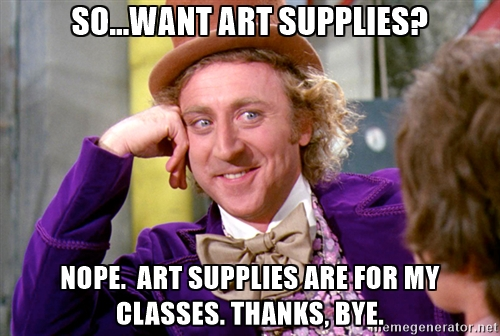 SO...WANT ART SUPPLIES?
NOPE.  ART SUPPLIES ARE FOR MY
CLASSES. THANKS, BYE.
memegenerator.net